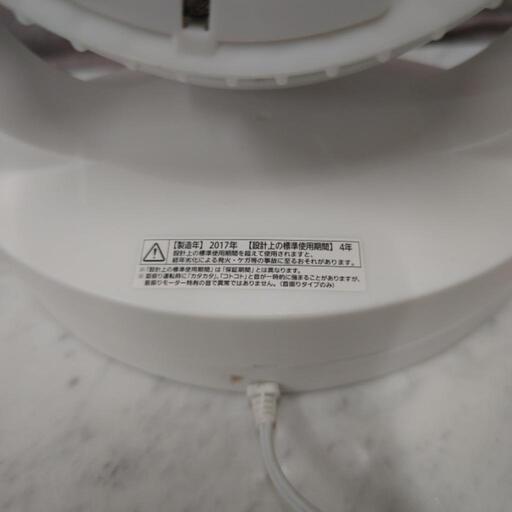 【製造年】 2017年 【設計上の標準使用期間】 4年
設計上の標準使用期間を超えて使用されますと、
経年劣化による発火・ケガ等の事故に至るおそれがあります。
※「設計上の標準使用期間」は「保証期間」とは異なります。
※首振り運転時に「カタカタ」、「コトコト」と音が一時的に強まることがありますが、
首振りモーター特有の音で異常ではありません。(首振りタイプのみ)